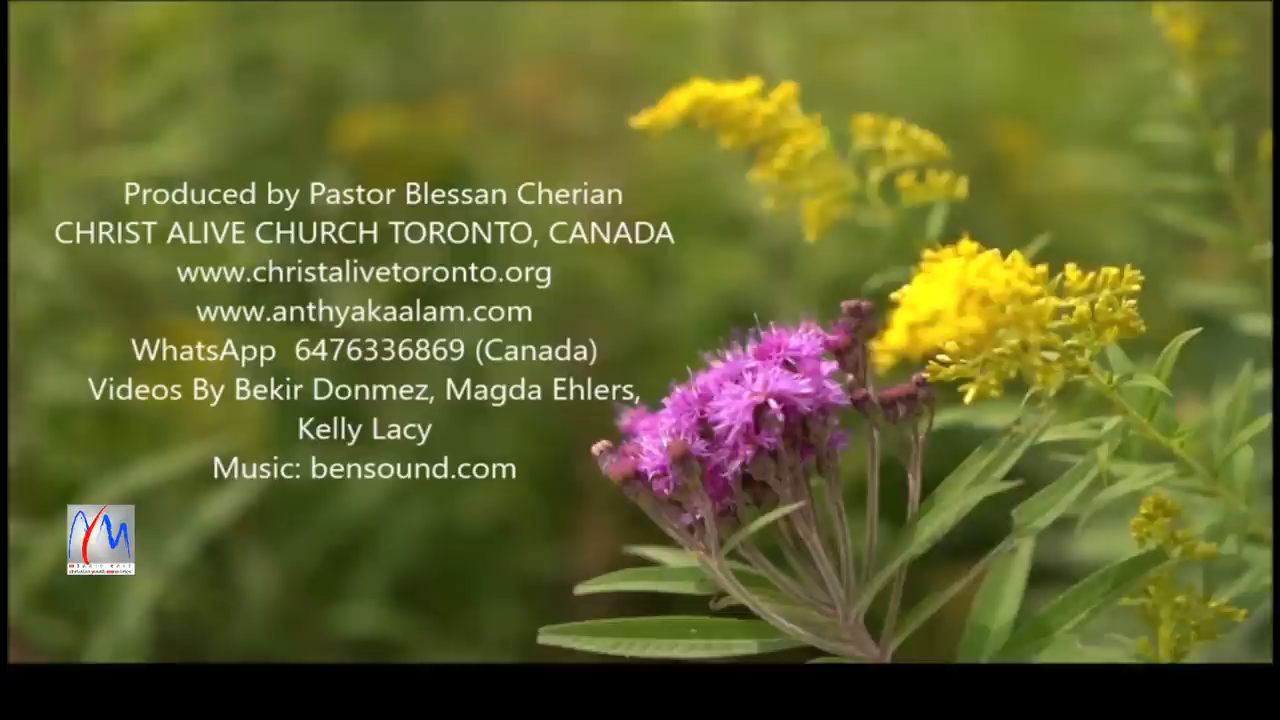 Produced by Pastor Blessan Cherian
CHRIST ALIVE CHURCH TORONTO, CANADA
www.christalivetoronto.org
www.anthyakaalam.com
WhatsApp  6476336869 (Canada)
Videos By Bekir Donmez, Magda Ehlers,
Kelly Lacy
Music: bensound.com